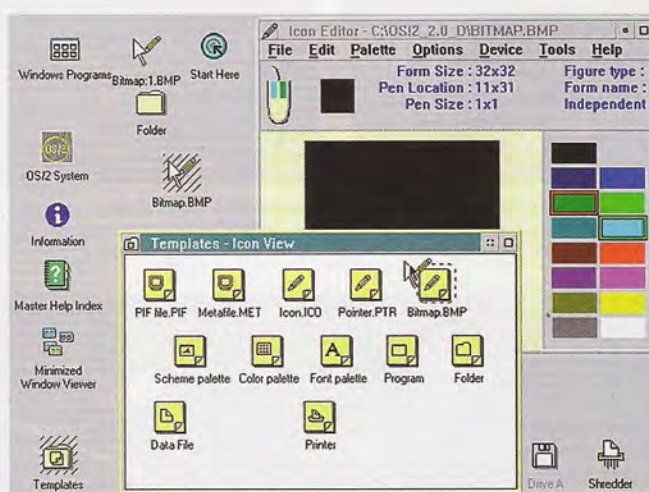 Icon Editor - C:\OS!2_2.0_D\BITMAP.BMP
File Edit Palette Options Device Tools Help
Form Size : 32x32
Pen Location : 11x31
Pen Size : 1x1
Figure type :
Form name :
Independent
Windows Programs
Bitmap:1.BMP
Start Here
Folder
OS/2 System
Bitmap.BMP
Information
Master Help Index
Minimized
Window Viewer
Templates
Templates - Icon View
PIF file.PIF
Metafile.MET
Icon.ICO
Pointer.PTR
Bitmap.BMP
Scheme palette
Color palette
Font palette
Program
Folder
Data File
Printer
Drive A
Shredder
OS/2